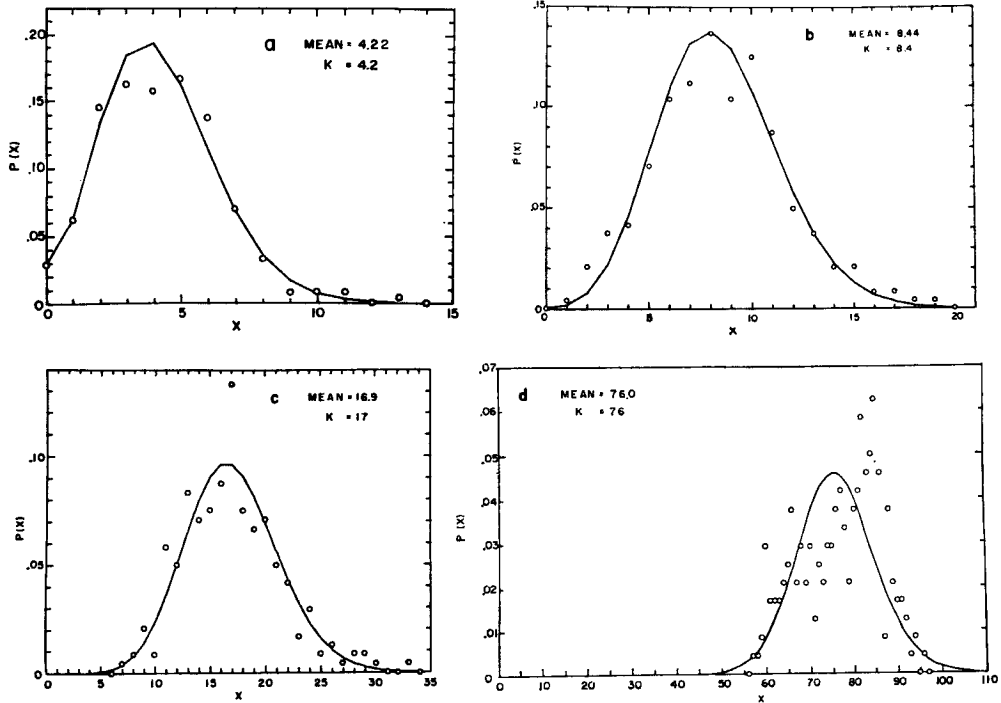 a
MEAN = 4.22
K = 4.2
.20
.15
.10
.05
0
P(X)
0 5 10 15
X
b
MEAN = 8.44
K = 8.4
.15
.10
.05
0
P(X)
0 5 10 15 20
X
c
MEAN = 16.9
K = 17
.10
.05
0
P(X)
0 5 10 15 20 25 30 35
X
d
MEAN = 76.0
K = 76
.07
.06
.05
.04
.03
.02
.01
0
P(X)
0 10 20 30 40 50 60 70 80 90 100 110
X